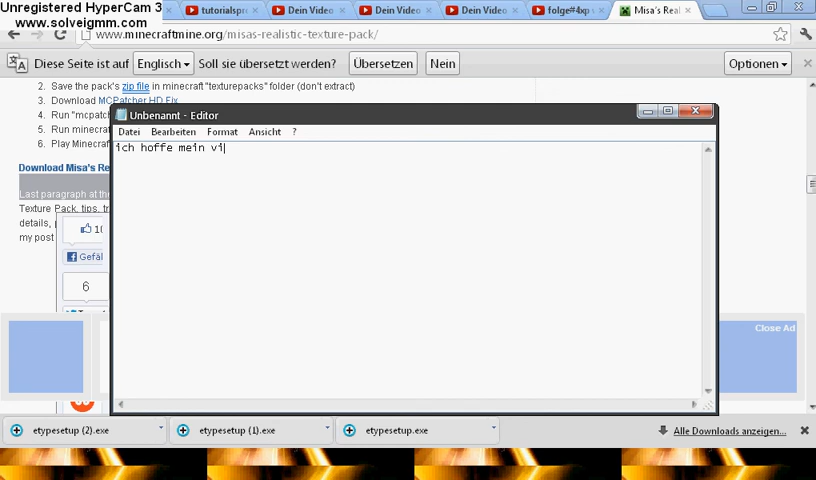 Unregistered HyperCam 3
www.solveigmm.com
tutorialspr
Dein Video
Dein Video
Dein Video
folge#4xp
Misa's Real
www.minecraftmine.org/misas-realistic-texture-pack/
Diese Seite ist auf Englisch Soll sie übersetzt werden? Übersetzen Nein Optionen
2. Save the pack's zip file in minecraft "texturepacks" folder (don't extract)
3. Download MCPatcher HD Fix
4. Run "mcpatc
5. Run minecra
6. Play Minecraf
Download Misa's Re
Last paragraph at the
Texture Pack, tips, tr
details,
my post
10
Gefäl
6
Unbenannt - Editor
Datei Bearbeiten Format Ansicht ?
ich hoffe mein vi
Close Ad
etypesetup (2).exe
etypesetup (1).exe
etypesetup.exe
Alle Downloads anzeigen...